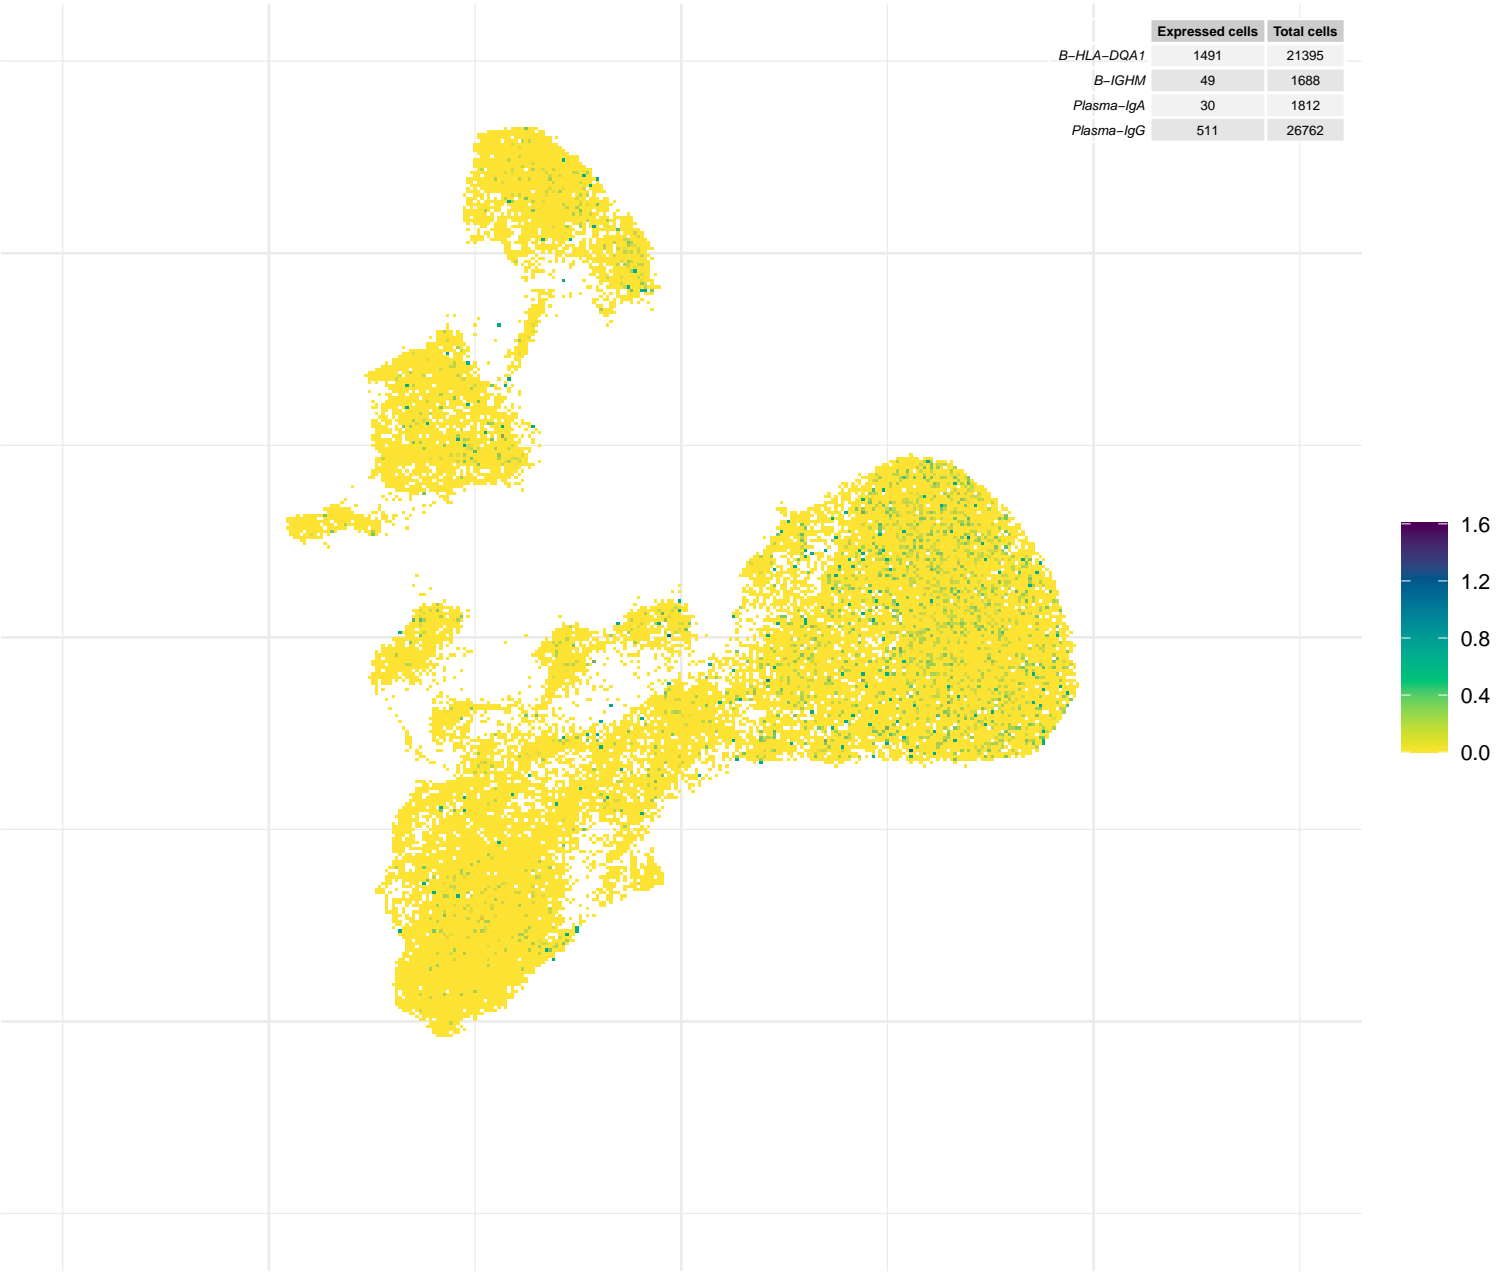 Expressed cells Total cells
B−HLA−DQA1 1491 21395
B−IGHM 49 1688
Plasma−IgA 30 1812
Plasma−IgG 511 26762
1.6
1.2
0.8
0.4
0.0